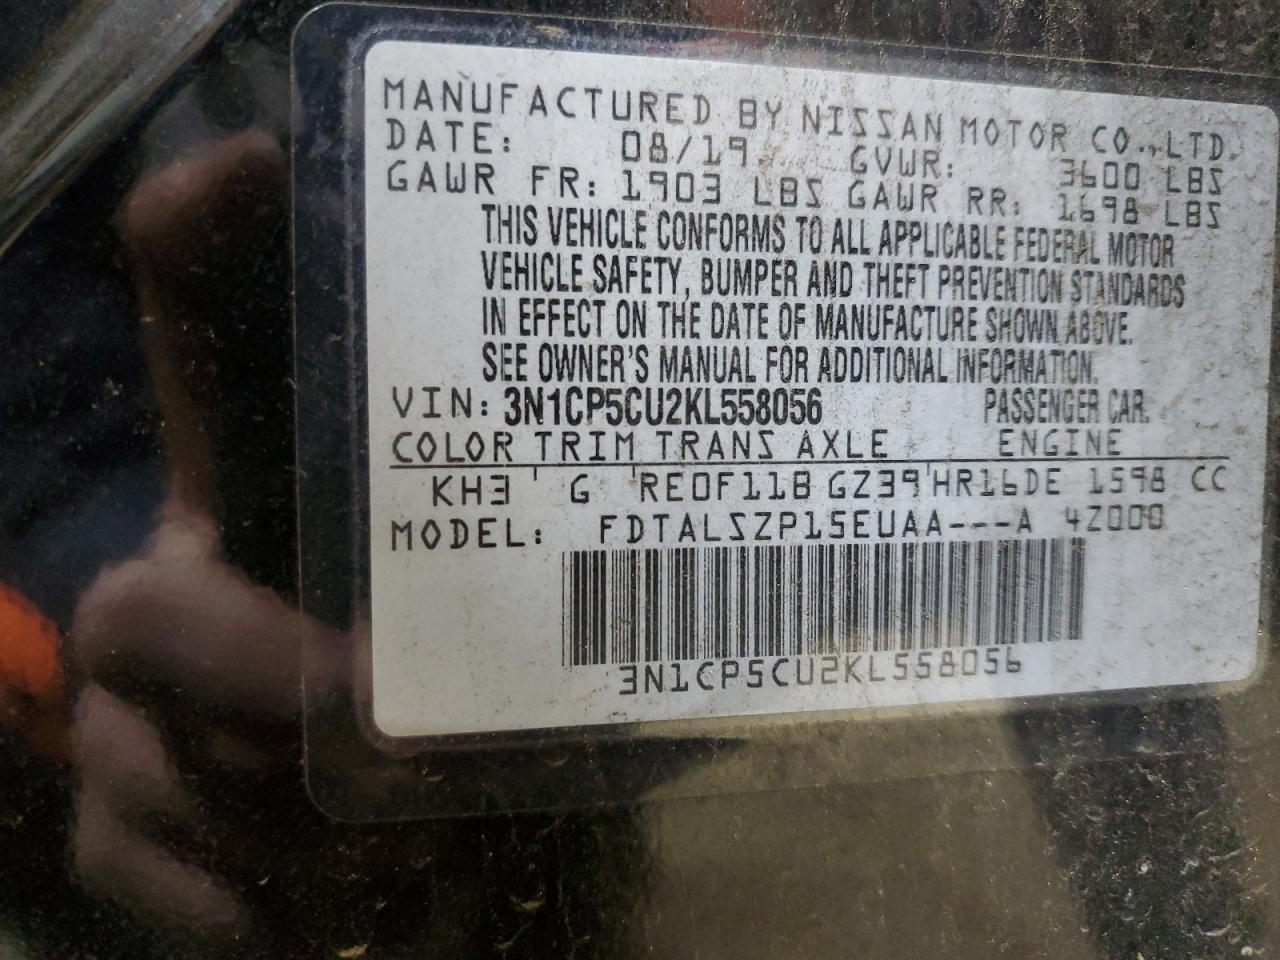 MANUFACTURED BY NISSAN MOTOR CO.,LTD.
DATE: 08/19 GVWR: 3600 LBS
GAWR FR: 1903 LBS GAWR RR: 1698 LBS
THIS VEHICLE CONFORMS TO ALL APPLICABLE FEDERAL MOTOR
VEHICLE SAFETY, BUMPER AND THEFT PREVENTION STANDARDS
IN EFFECT ON THE DATE OF MANUFACTURE SHOWN ABOVE.
SEE OWNER'S MANUAL FOR ADDITIONAL INFORMATION.
VIN: 3N1CP5CU2KL558056 PASSENGER CAR.
COLOR TRIM TRANS AXLE ENGINE
KH3 G RE0F11B GZ39 HR16DE 1598 CC
MODEL: FDTALSZP15EUAA---A 4Z000
3N1CP5CU2KL558056